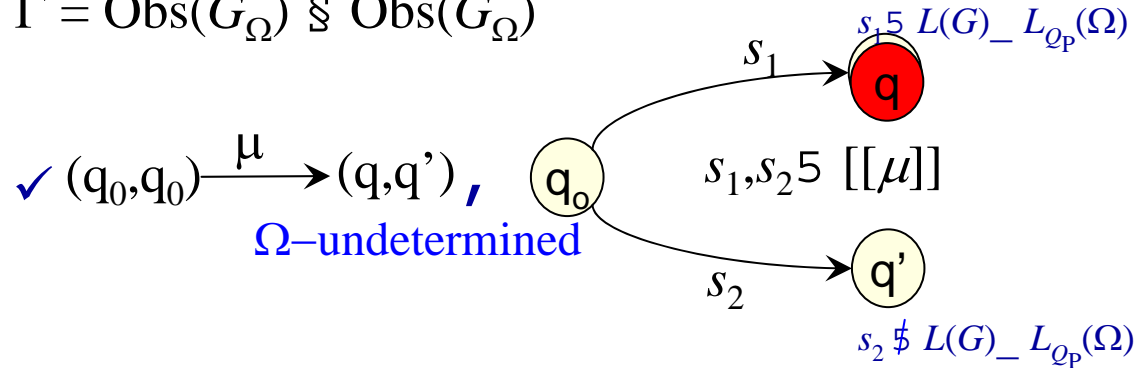 Γ = Obs(G_Ω) § Obs(G_Ω)
s_1 5 L(G)_ L_{Q_P}(Ω)
s_1
q
✓ (q_0,q_0) μ → (q,q’) ,
q_o
s_1,s_2 5 [[μ]]
Ω–undetermined
s_2
q’
s_2 $ L(G)_ L_{Q_P}(Ω)